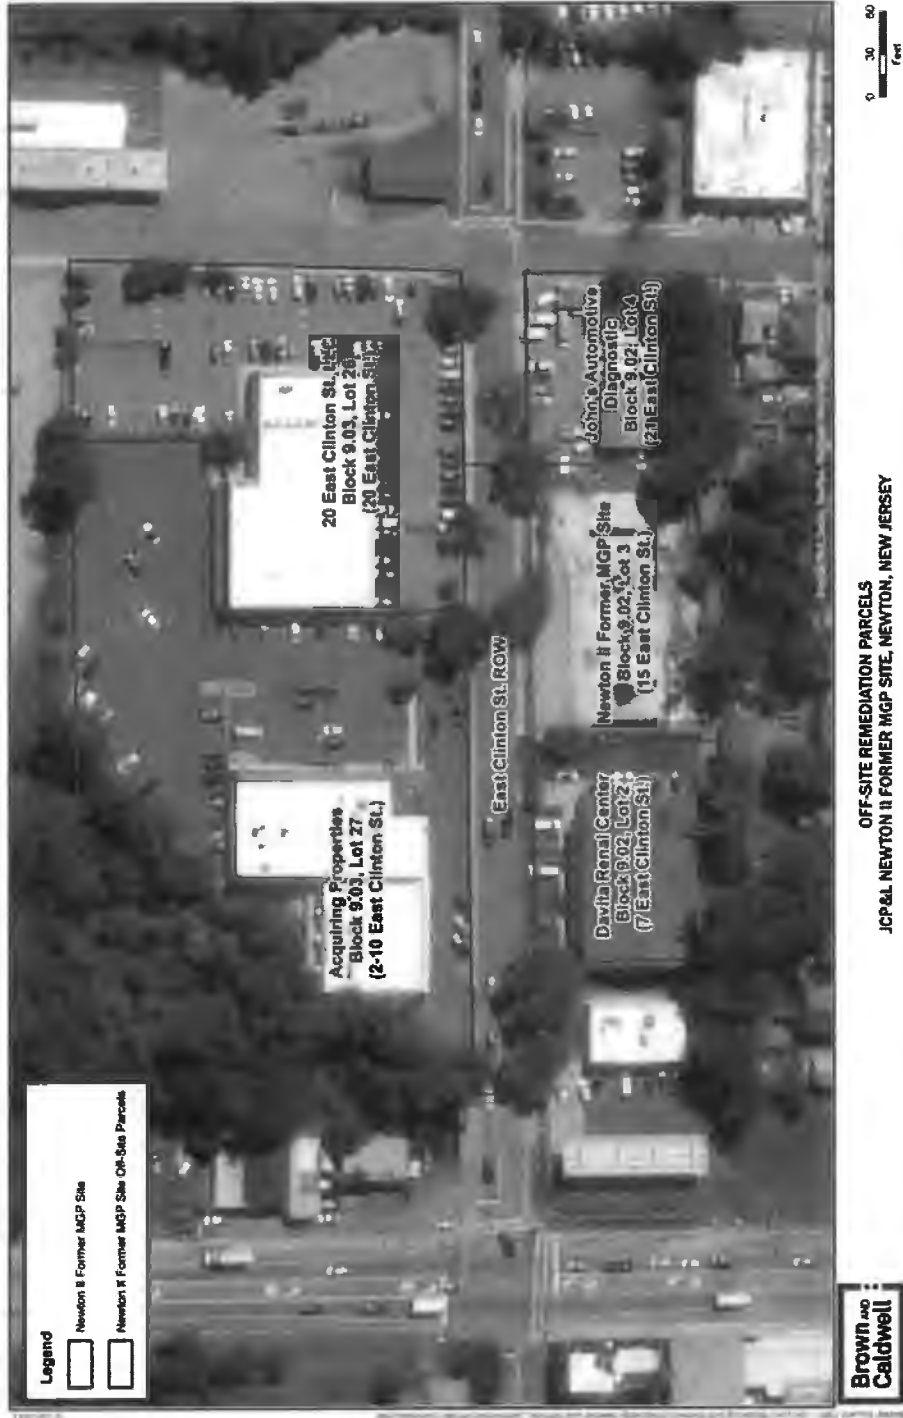 Legend
Newton II Former MGP Site
Newton II Former MGP Site Off-Site Parcels
Acquiring Properties
Block 9.03, Lot 27
(2-10 East Clinton St.)
20 East Clinton St. LLC
Block 9.03, Lot 28
(20 East Clinton St.)
East Clinton St. ROW
Davita Renal Center
Block 9.02, Lot 2
(7 East Clinton St.)
Newton II Former MGP Site
Block 9.02, Lot 3
(15 East Clinton St.)
John's Automotive
Diagnostic
Block 9.02, Lot 4
(21 East Clinton St.)
Brown AND
Caldwell
OFF-SITE REMEDIATION PARCELS
JCP&L NEWTON II FORMER MGP SITE, NEWTON, NEW JERSEY
0 30 60
Feet